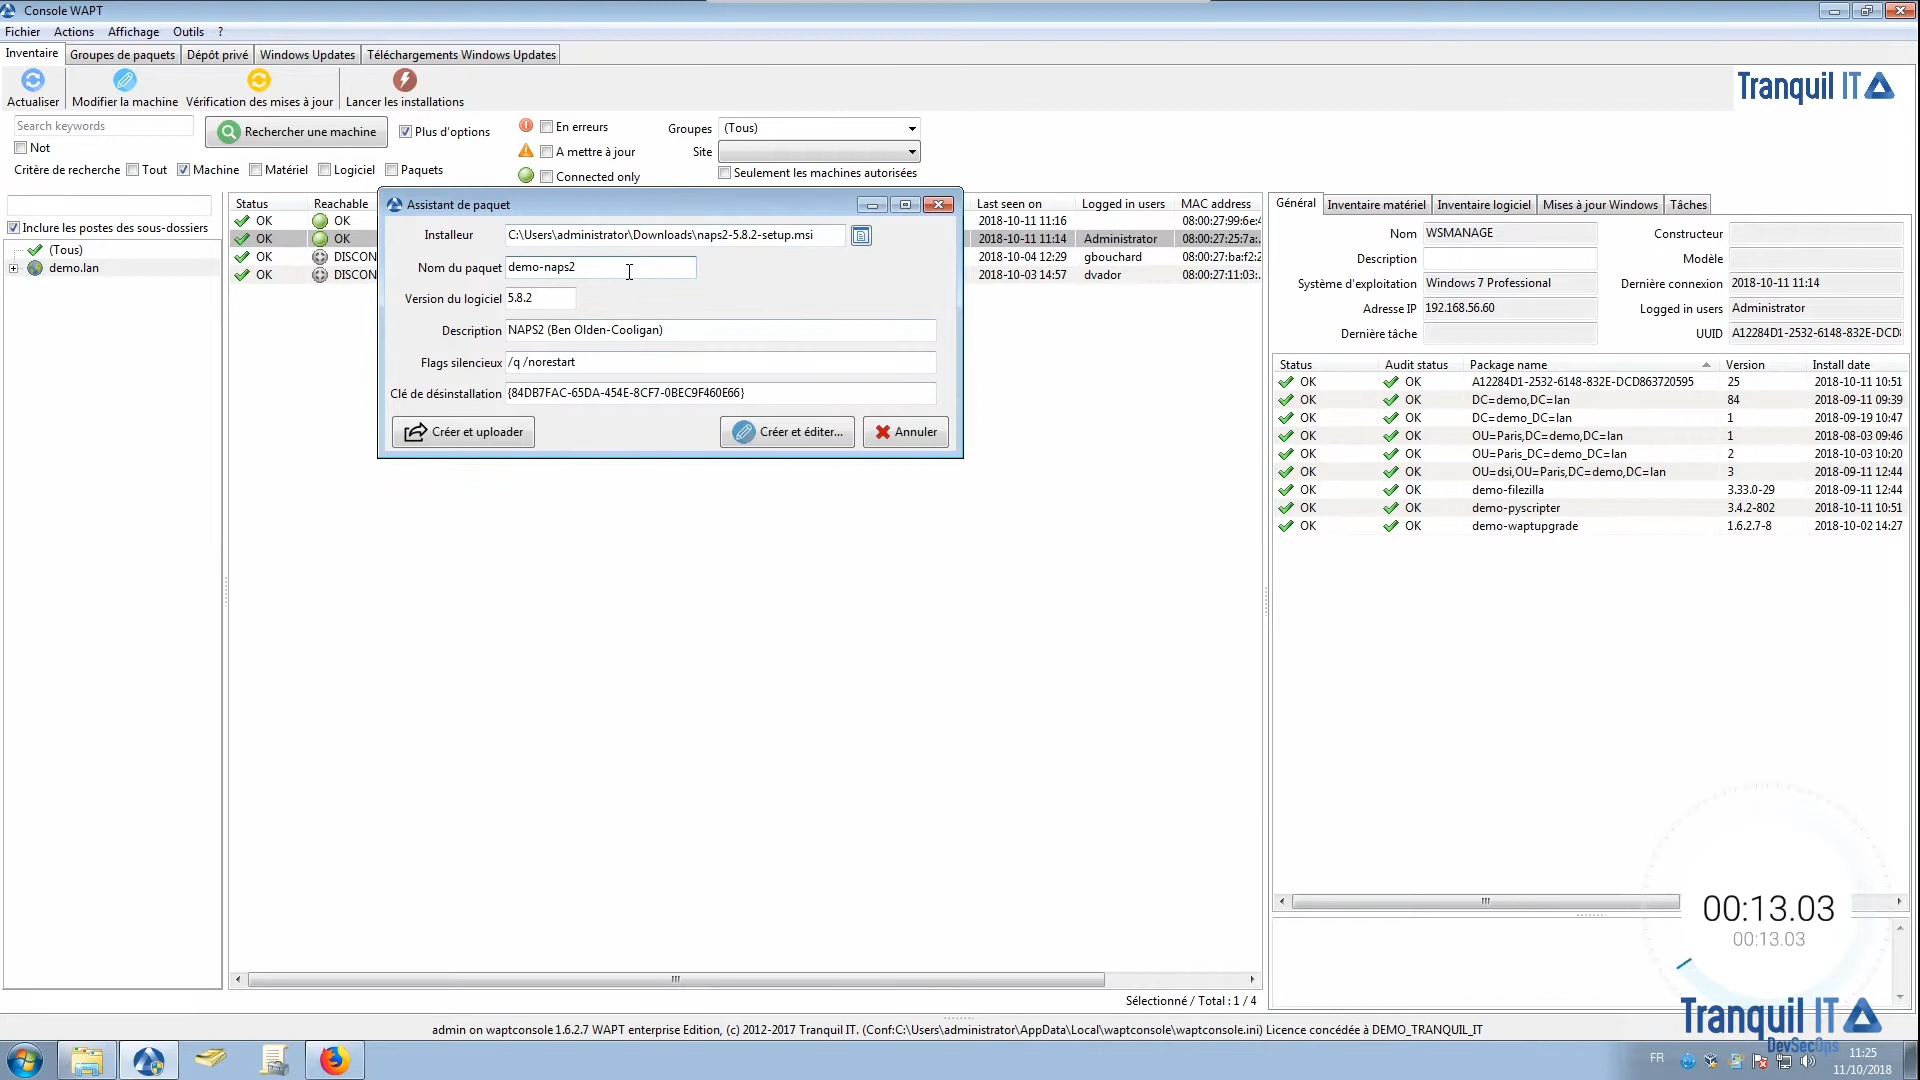 Console WAPT
Fichier Actions Affichage Outils ?
Inventaire Groupes de paquets Dépôt privé Windows Updates Téléchargements Windows Updates
Actualiser Modifier la machine Vérification des mises à jour Lancer les installations
Tranquil IT
Search keywords Rechercher une machine Plus d'options En erreurs Groupes (Tous)
Not A mettre à jour Site
Critère de recherche Tout Machine Matériel Logiciel Paquets Connected only Seulement les machines autorisées
Inclure les postes des sous-dossiers
(Tous)
demo.lan
Status Reachable Last seen on Logged in users MAC address
OK OK 2018-10-11 11:16 08:00:27:99:6e:4
OK OK 2018-10-11 11:14 Administrator 08:00:27:25:7a:.
OK DISCON 2018-10-04 12:29 gbouchard 08:00:27:ba:f2:2
OK DISCON 2018-10-03 14:57 dvador 08:00:27:11:03:.
Assistant de paquet
Installeur C:\Users\administrator\Downloads\naps2-5.8.2-setup.msi
Nom du paquet demo-naps2
Version du logiciel 5.8.2
Description NAPS2 (Ben Olden-Cooligan)
Flags silencieux /q /norestart
Clé de désinstallation {84DB7FAC-65DA-454E-8CF7-0BEC9F460E66}
Créer et uploader Créer et éditer... Annuler
Général Inventaire matériel Inventaire logiciel Mises à jour Windows Tâches
Nom WSMANAGE Constructeur
Description Modèle
Système d'exploitation Windows 7 Professional Dernière connexion 2018-10-11 11:14
Adresse IP 192.168.56.60 Logged in users Administrator
Dernière tâche UUID A12284D1-2532-6148-832E-DCD
Status Audit status Package name Version Install date
OK OK A12284D1-2532-6148-832E-DCD863720595 25 2018-10-11 10:51
OK OK DC=demo,DC=lan 84 2018-09-11 09:39
OK OK DC=demo_DC=lan 1 2018-09-19 10:47
OK OK OU=Paris,DC=demo,DC=lan 1 2018-08-03 09:46
OK OK OU=Paris_DC=demo_DC=lan 2 2018-10-03 10:20
OK OK OU=dsi,OU=Paris,DC=demo,DC=lan 3 2018-09-11 12:44
OK OK demo-filezilla 3.33.0-29 2018-09-11 12:44
OK OK demo-pyscripter 3.4.2-802 2018-10-11 10:51
OK OK demo-waptupgrade 1.6.2.7-8 2018-10-02 14:27
00:13.03
00:13.03
Sélectionné / Total : 1 / 4
Tranquil IT
DevSecOps
admin on waptconsole 1.6.2.7 WAPT enterprise Edition, (c) 2012-2017 Tranquil IT. (Conf:C:\Users\administrator\AppData\Local\waptconsole\waptconsole.ini) Licence concédée à DEMO_TRANQUIL_IT
FR 11:25
11/10/2018